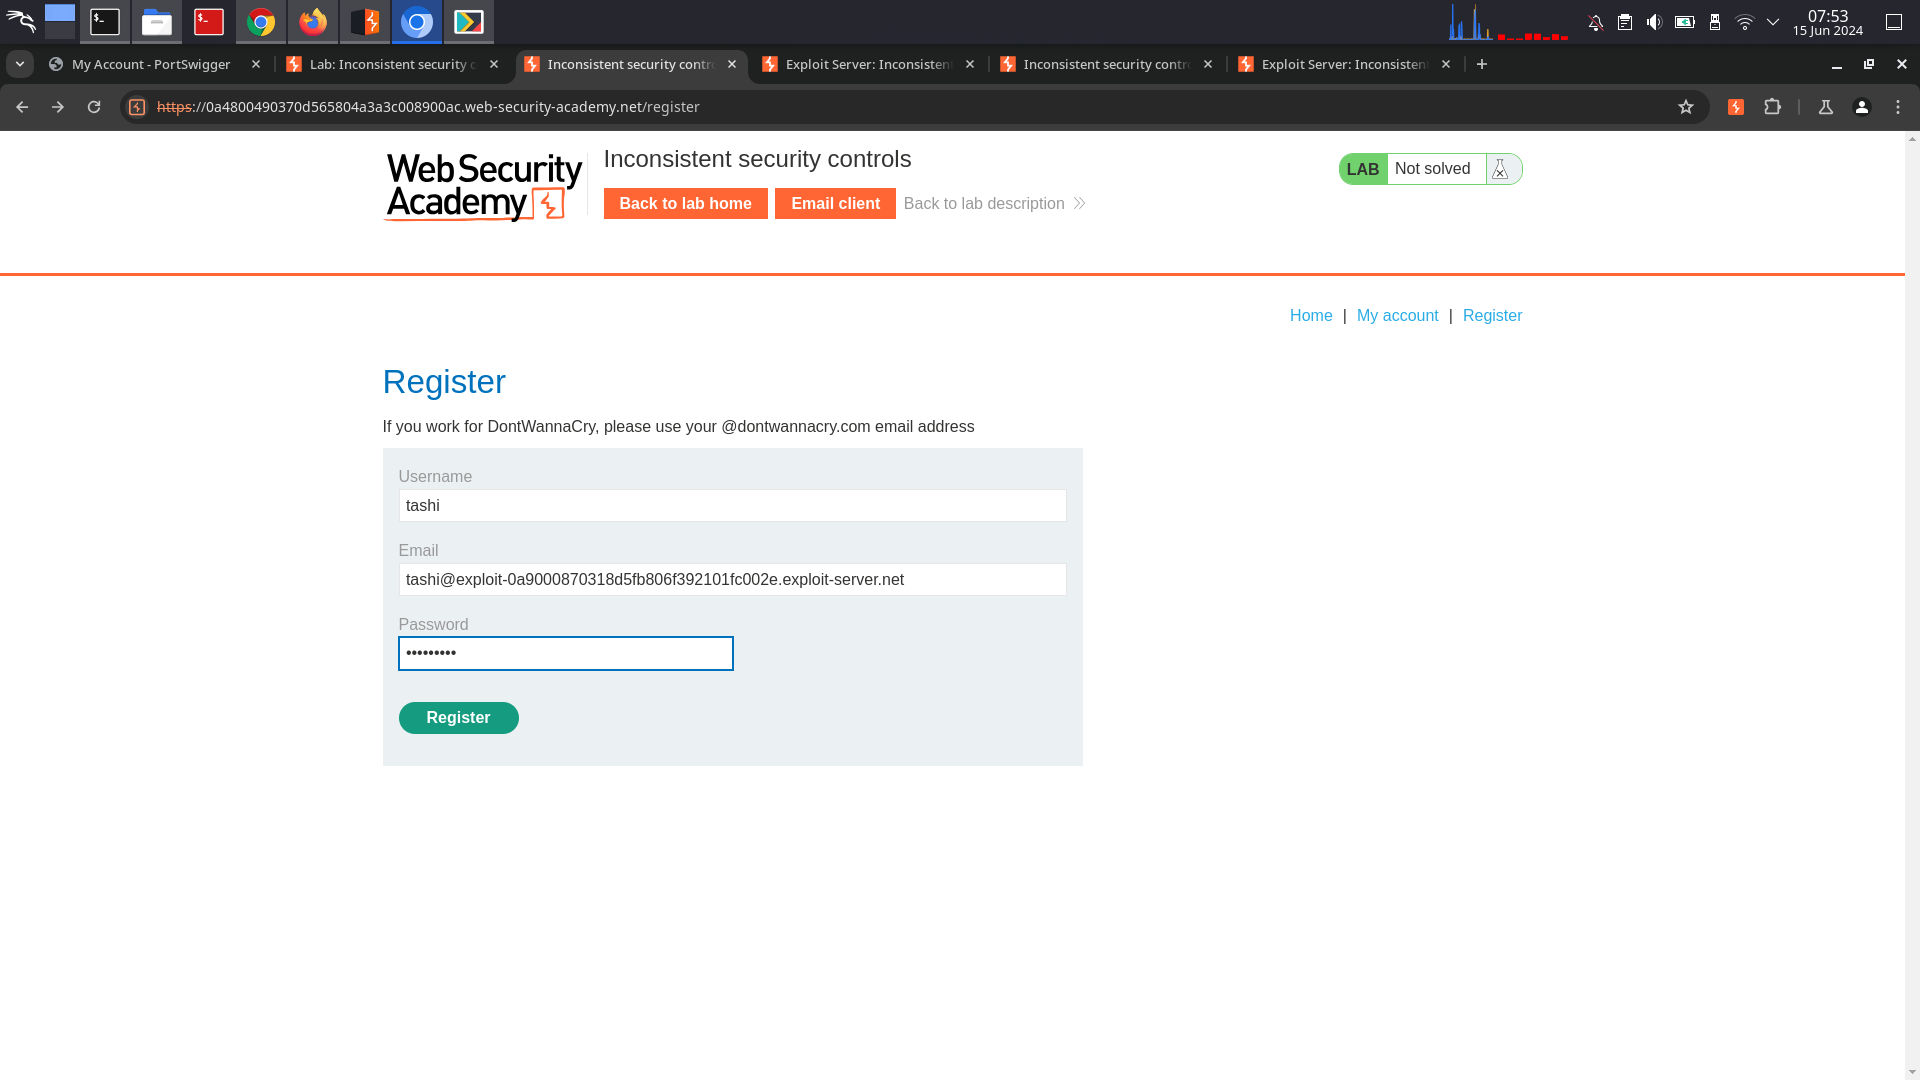 07:53
15 Jun 2024
My Account - PortSwigger
Lab: Inconsistent security c
Inconsistent security contr
Exploit Server: Inconsistent
Inconsistent security contr
Exploit Server: Inconsistent
https://0a4800490370d565804a3a3c008900ac.web-security-academy.net/register
Web Security
Academy
Inconsistent security controls
Back to lab home
Email client
Back to lab description
LAB
Not solved
Home | My account | Register
Register
If you work for DontWannaCry, please use your @dontwannacry.com email address
Username
tashi
Email
tashi@exploit-0a9000870318d5fb806f392101fc002e.exploit-server.net
Password
•••••••••
Register